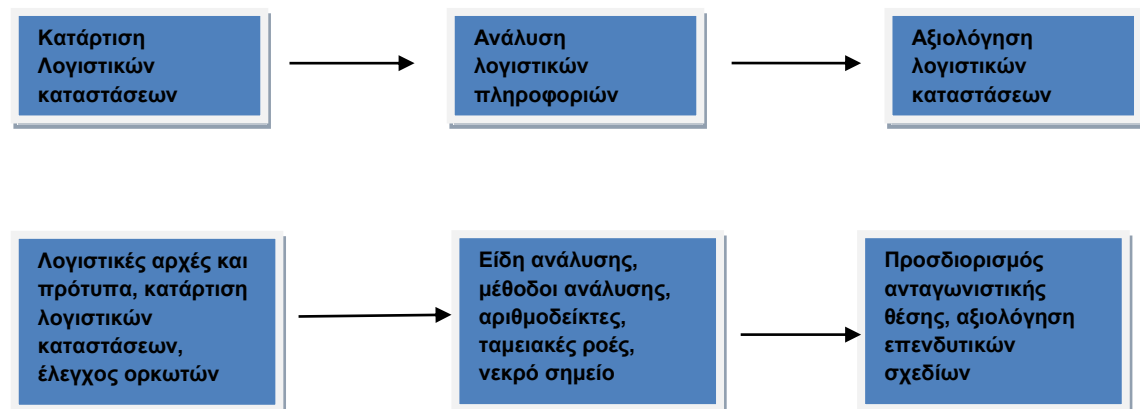 Κατάρτιση
Λογιστικών
καταστάσεων
Ανάλυση
λογιστικών
πληροφοριών
Αξιολόγηση
λογιστικών
καταστάσεων
Λογιστικές αρχές και
πρότυπα, κατάρτιση
λογιστικών
καταστάσεων,
έλεγχος ορκωτών
Είδη ανάλυσης,
μέθοδοι ανάλυσης,
αριθμοδείκτες,
ταμειακές ροές,
νεκρό σημείο
Προσδιορισμός
ανταγωνιστικής
θέσης, αξιολόγηση
επενδυτικών
σχεδίων